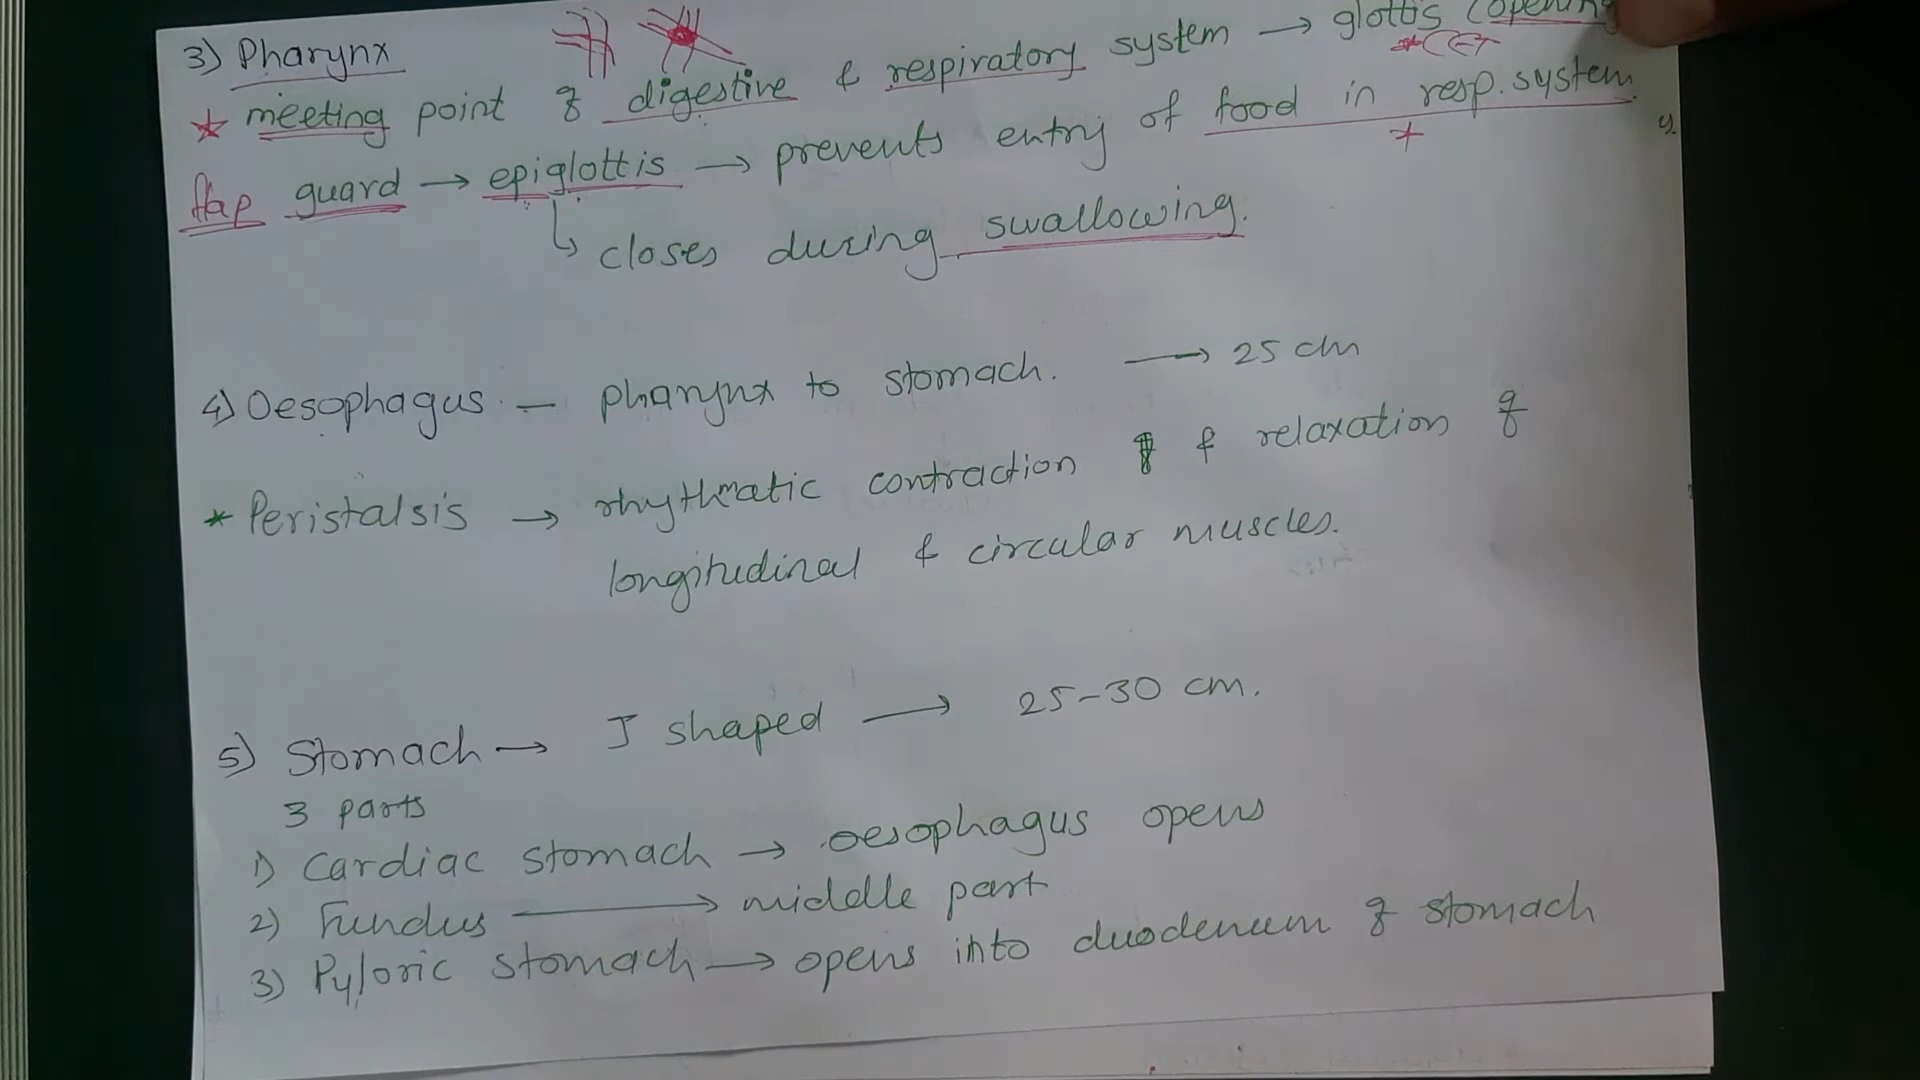 3) Pharynx
★ meeting point of digestive & respiratory system → glottis (opening
*CET
flap guard → epiglottis → prevents entry of food in resp. system.
↳ closes during swallowing.
4) Oesophagus – pharynx to stomach. → 25 cm
* Peristalsis → rhythmatic contraction & relaxation of
longitudinal & circular muscles.
5) Stomach → J shaped → 25-30 cm.
3 parts
1) Cardiac stomach → oesophagus opens
2) Fundus → middle part
3) Pyloric stomach → opens into duodenum of stomach